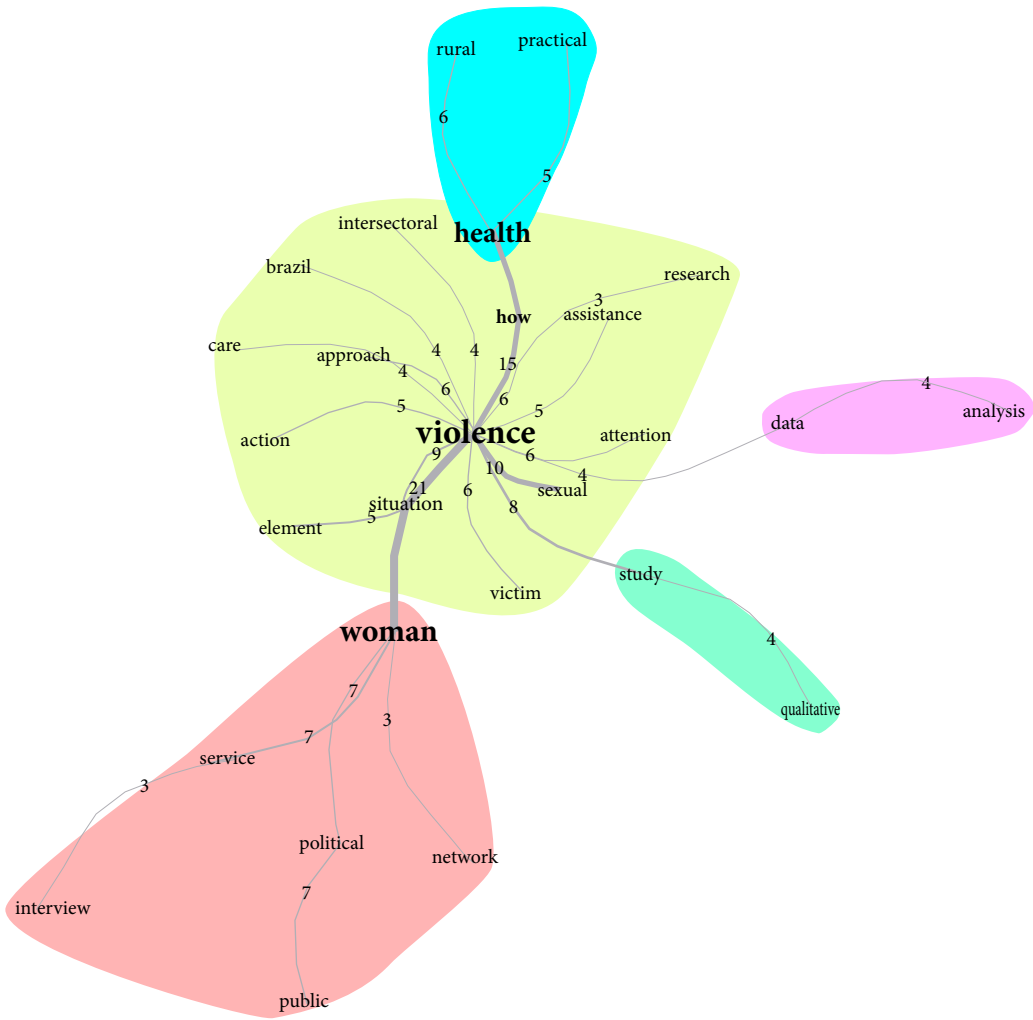 practical
rural
6
5
intersectoral
health
brazil
research
3
how
assistance
care
approach
4
4
15
4
6
6
5
5
4
data
analysis
action
violence
attention
9
6
10
4
21
6
sexual
situation
8
5
element
study
victim
woman
4
7
3
qualitative
7
service
3
political
network
7
interview
public